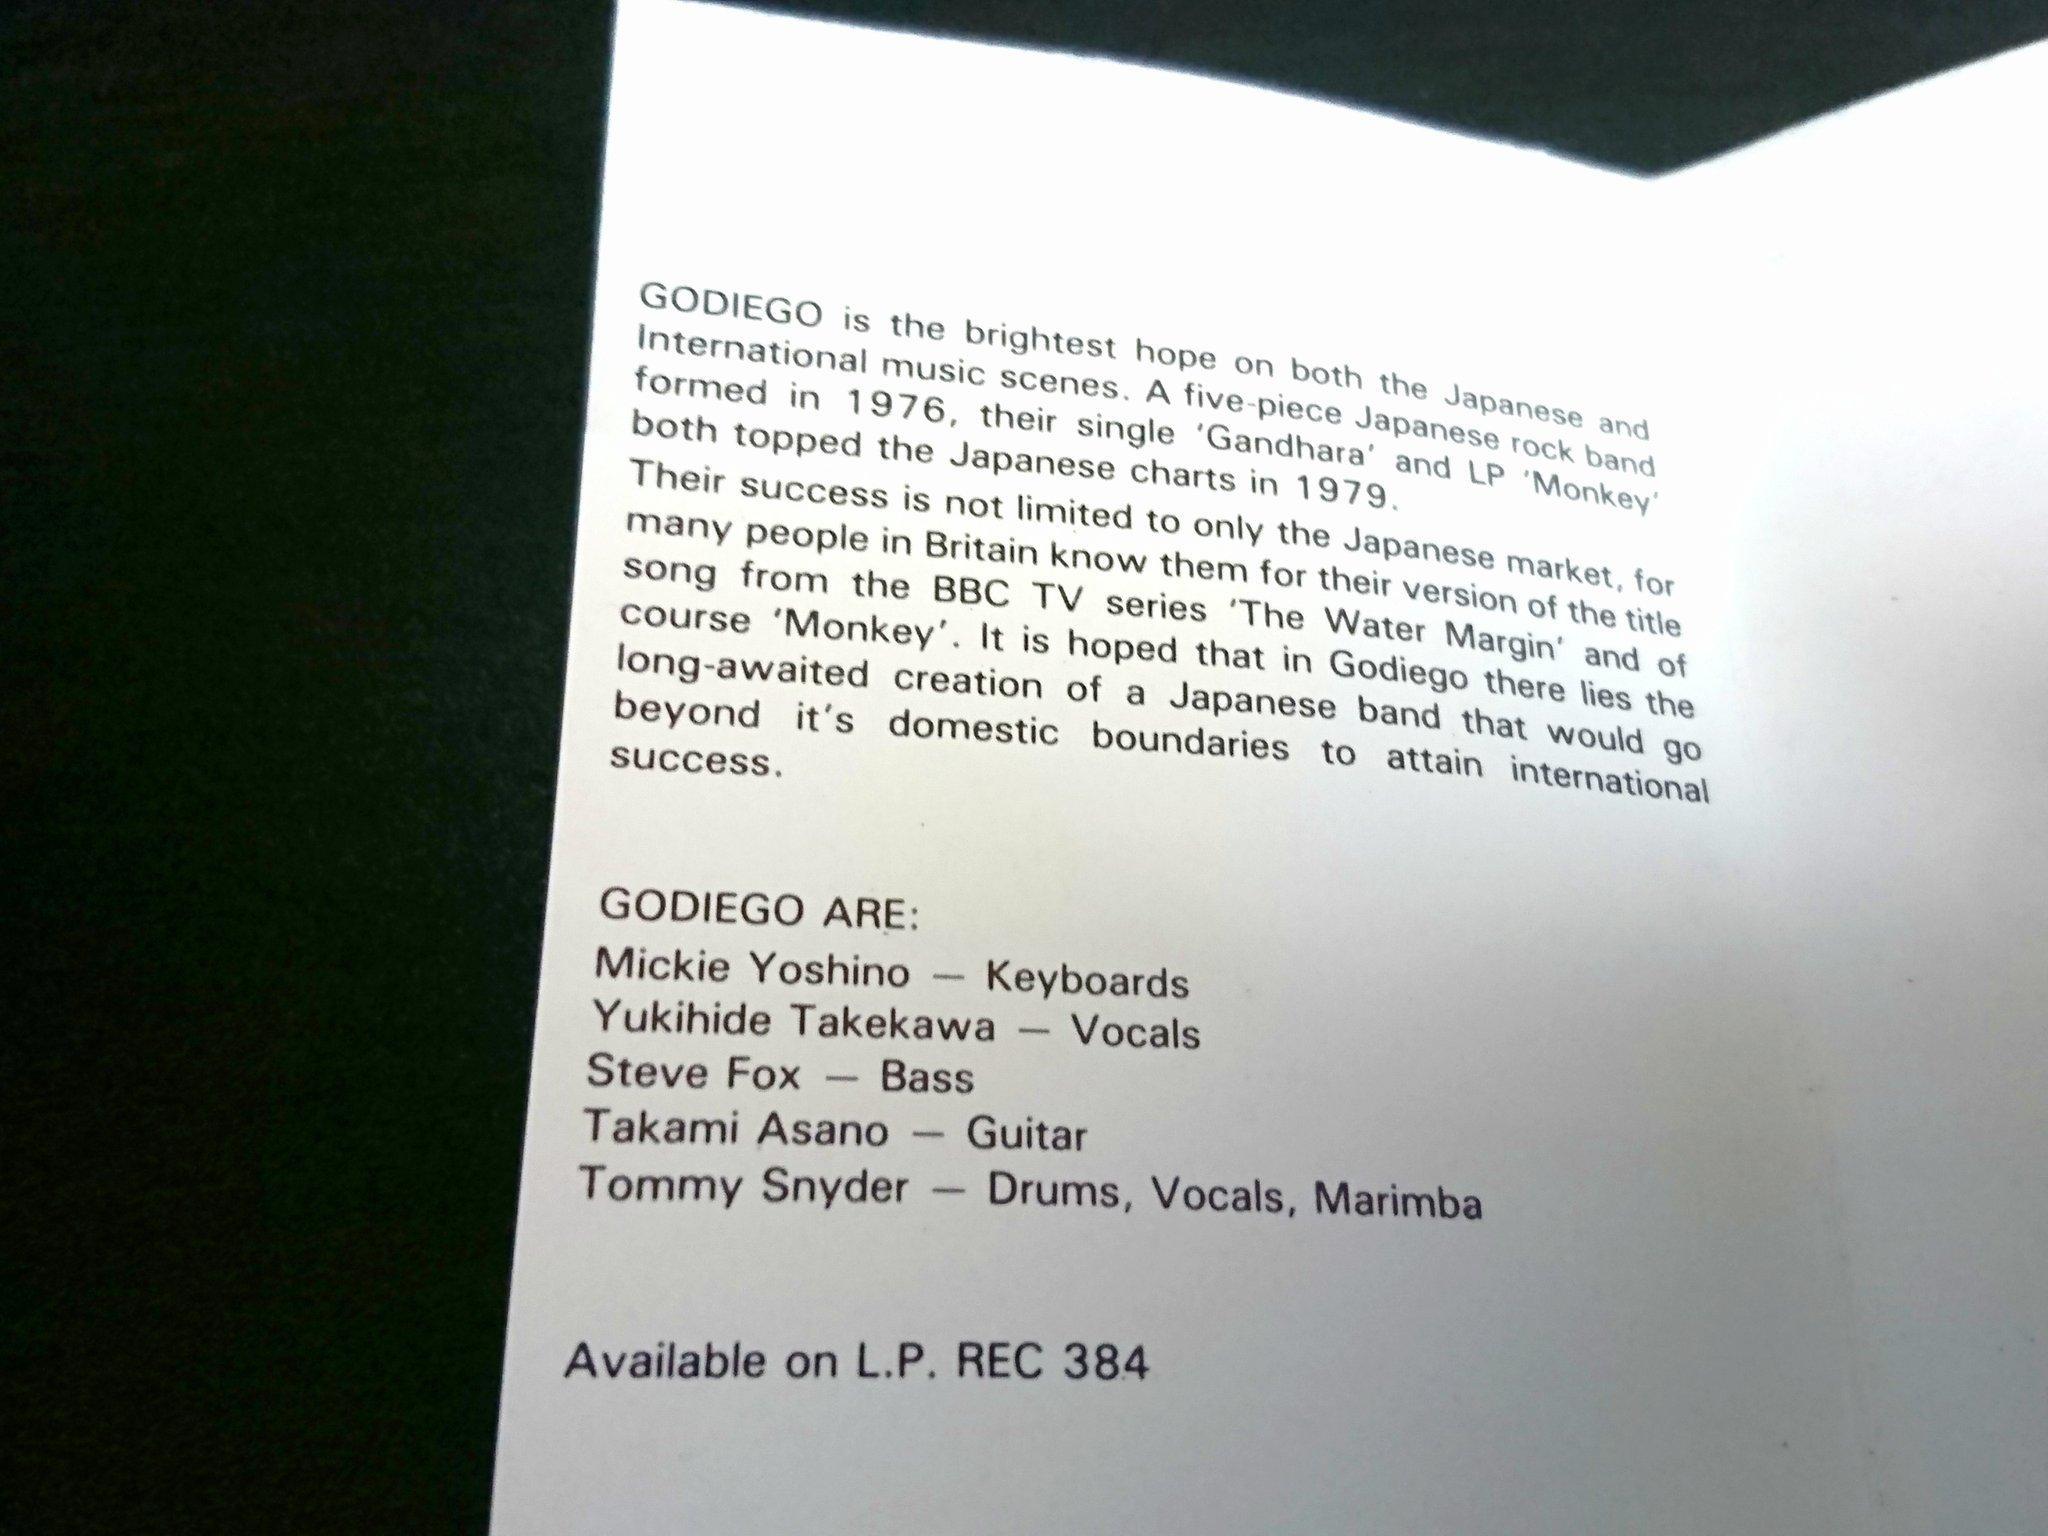 GODIEGO is the brightest hope on both the Japanese and
International music scenes. A five-piece Japanese rock band
formed in 1976, their single 'Gandhara' and LP 'Monkey'
both topped the Japanese charts in 1979.
Their success is not limited to only the Japanese market, for
many people in Britain know them for their version of the title
song from the BBC TV series 'The Water Margin' and of
course 'Monkey'. It is hoped that in Godiego there lies the
long-awaited creation of a Japanese band that would go
beyond it's domestic boundaries to attain international
success.
GODIEGO ARE:
Mickie Yoshino — Keyboards
Yukihide Takekawa — Vocals
Steve Fox — Bass
Takami Asano — Guitar
Tommy Snyder — Drums, Vocals, Marimba
Available on L.P. REC 384